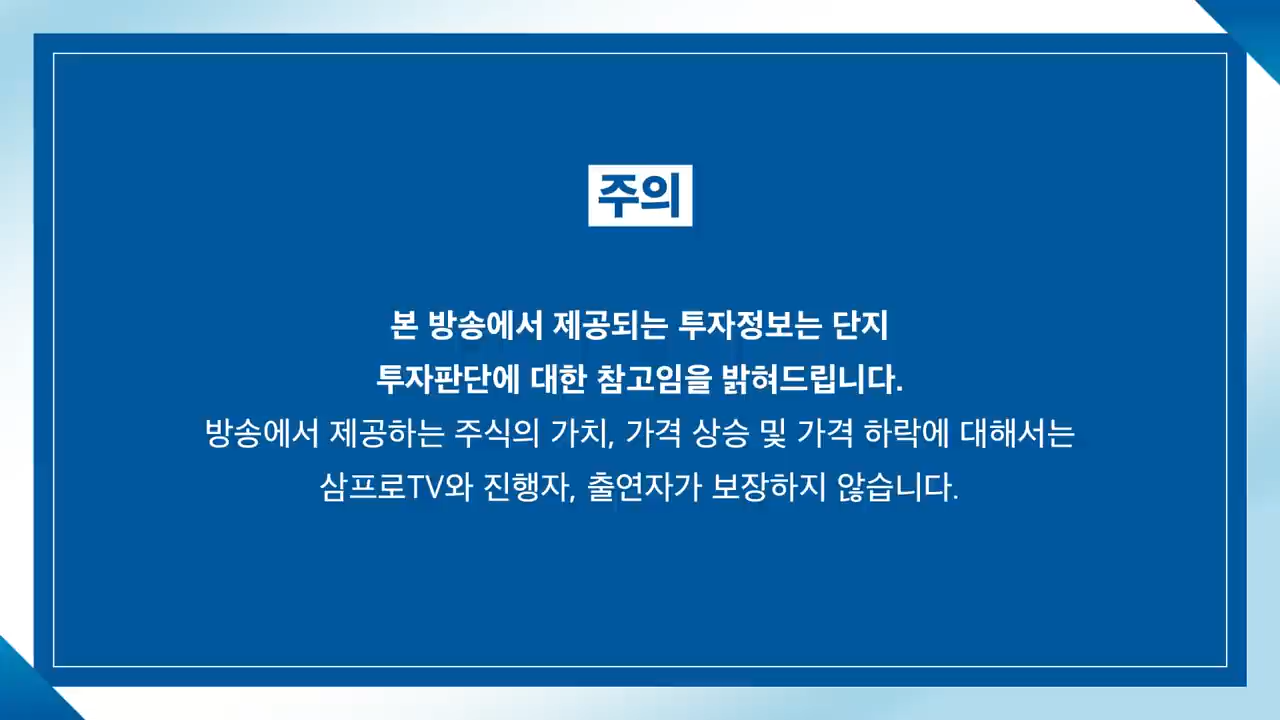 주의
본 방송에서 제공되는 투자정보는 단지
투자판단에 대한 참고임을 밝혀드립니다.
방송에서 제공하는 주식의 가치, 가격 상승 및 가격 하락에 대해서는
삼프로TV와 진행자, 출연자가 보장하지 않습니다.